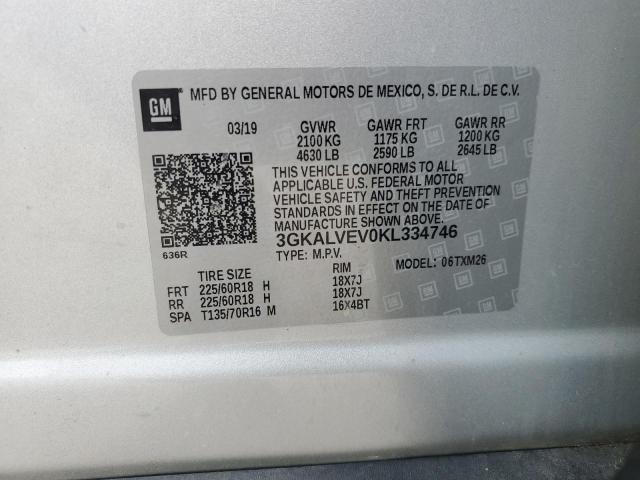 GM
MFD BY GENERAL MOTORS DE MEXICO, S. DE R.L. DE C.V.
03/19 GVWR GAWR FRT GAWR RR
2100 KG 1175 KG 1200 KG
4630 LB 2590 LB 2645 LB
THIS VEHICLE CONFORMS TO ALL
APPLICABLE U.S. FEDERAL MOTOR
VEHICLE SAFETY AND THEFT PREVENTION
STANDARDS IN EFFECT ON THE DATE OF
MANUFACTURE SHOWN ABOVE.
3GKALVEV0KL334746
636R
TYPE: M.P.V. MODEL: 06TXM26
TIRE SIZE RIM
FRT 225/60R18 H 18X7J
RR 225/60R18 H 18X7J
SPA T135/70R16 M 16X4BT